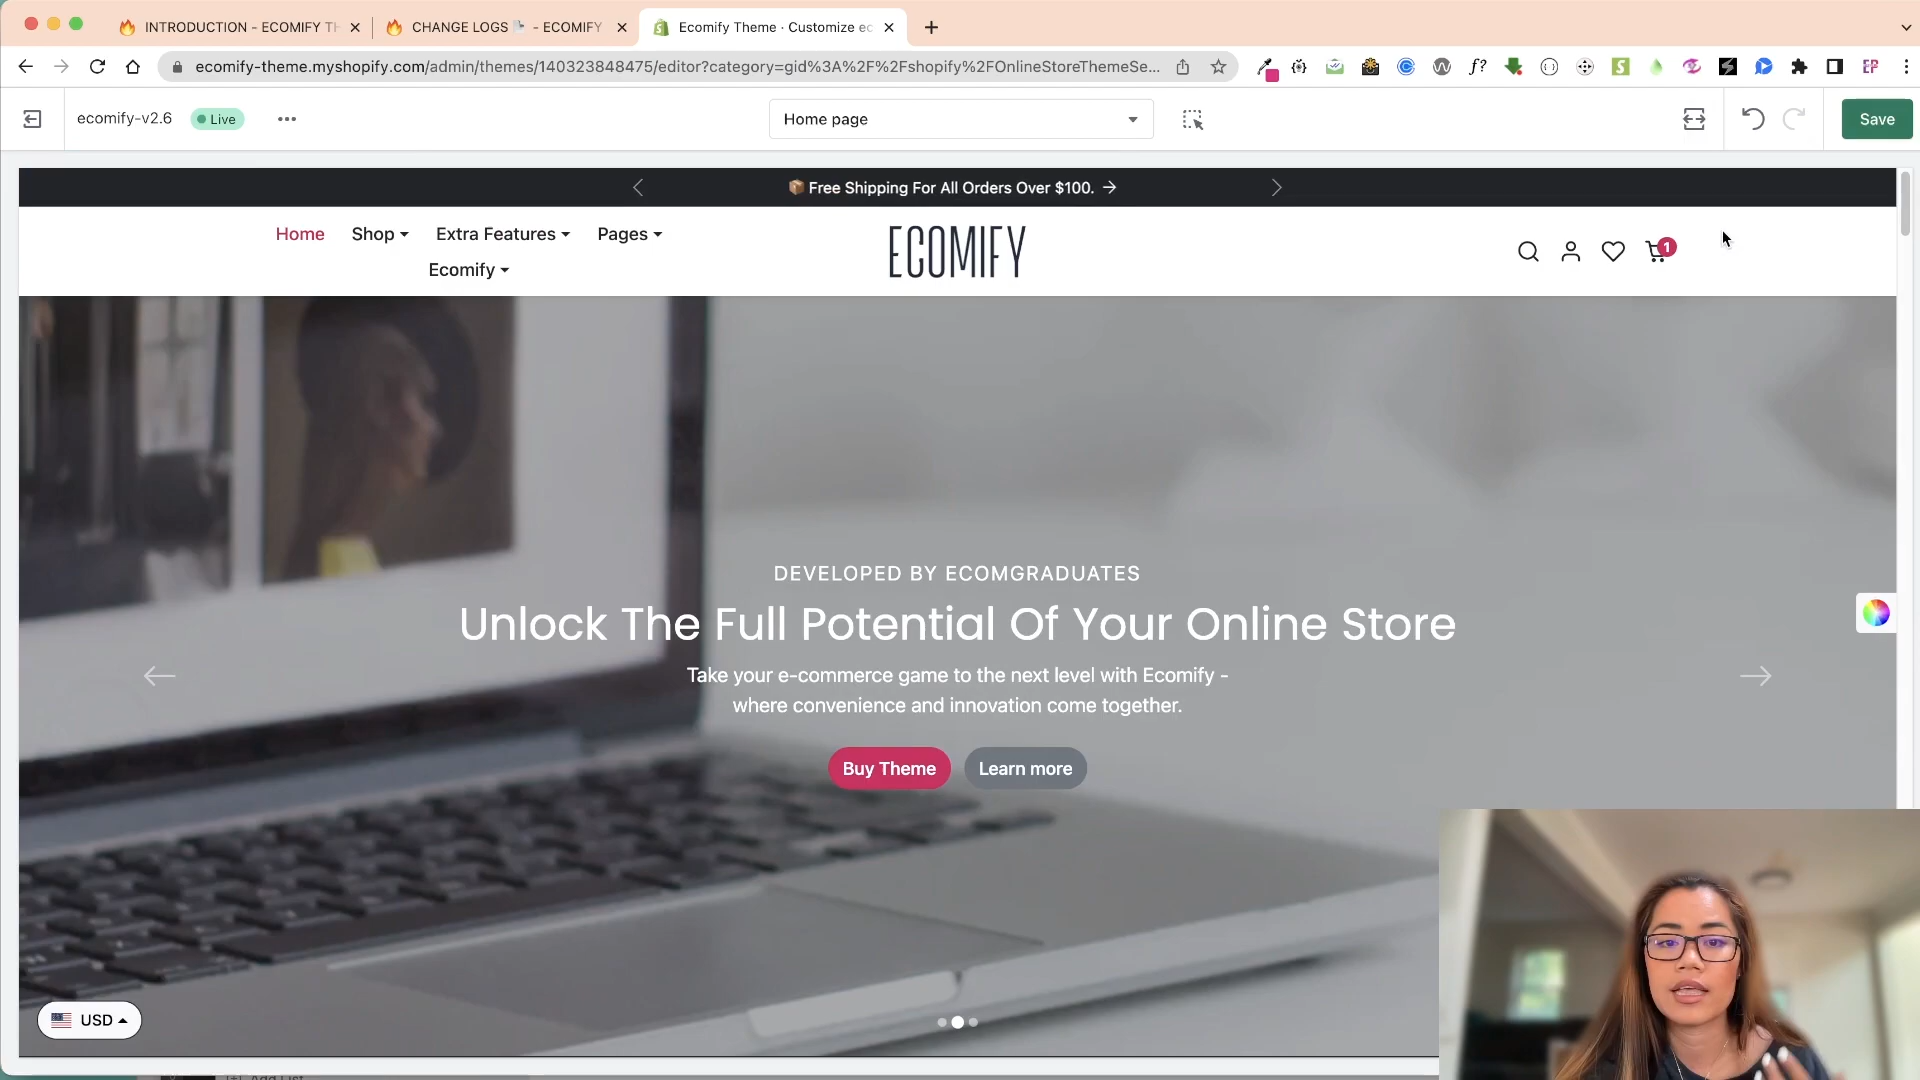 INTRODUCTION - ECOMIFY TH
CHANGE LOGS - ECOMIFY
Ecomify Theme · Customize ec
ecomify-theme.myshopify.com/admin/themes/140323848475/editor?category=gid%3A%2F%2Fshopify%2FOnlineStoreThemeSe...
ecomify-v2.6
Live
Home page
Save
Free Shipping For All Orders Over $100. →
Home
Shop
Extra Features
Pages
Ecomify
ECOMIFY
1
DEVELOPED BY ECOMGRADUATES
Unlock The Full Potential Of Your Online Store
Take your e-commerce game to the next level with Ecomify -
where convenience and innovation come together.
Buy Theme
Learn more
USD